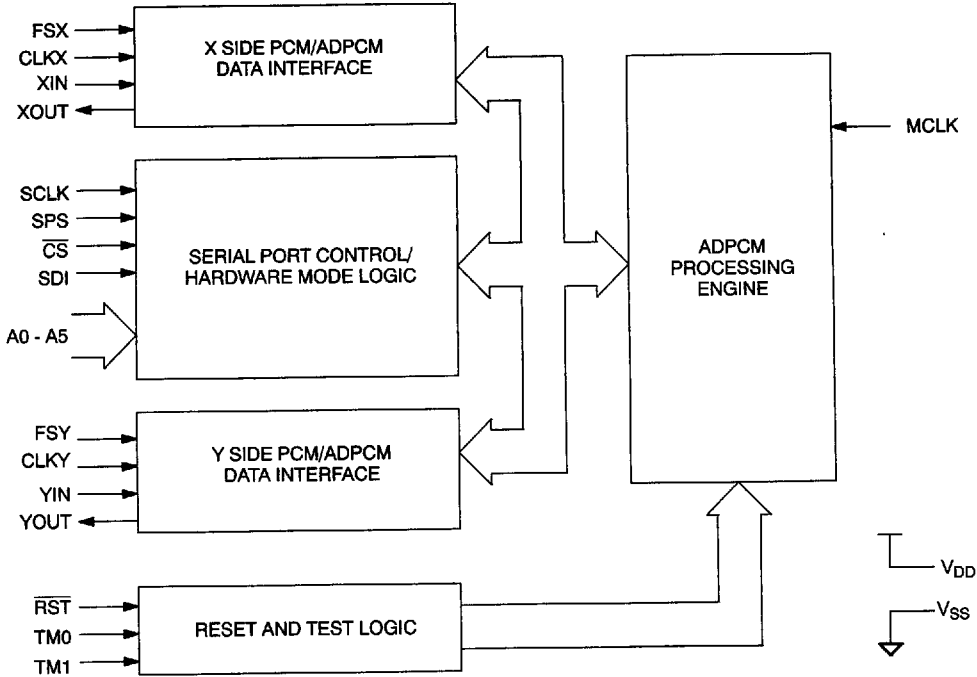 FSX
CLKX
XIN
XOUT
X SIDE PCM/ADPCM
DATA INTERFACE
MCLK
SCLK
SPS
C̅S̅
SDI
A0 - A5
SERIAL PORT CONTROL/
HARDWARE MODE LOGIC
ADPCM
PROCESSING
ENGINE
FSY
CLKY
YIN
YOUT
Y SIDE PCM/ADPCM
DATA INTERFACE
R̅S̅T̅
TM0
TM1
RESET AND TEST LOGIC
VDD
VSS